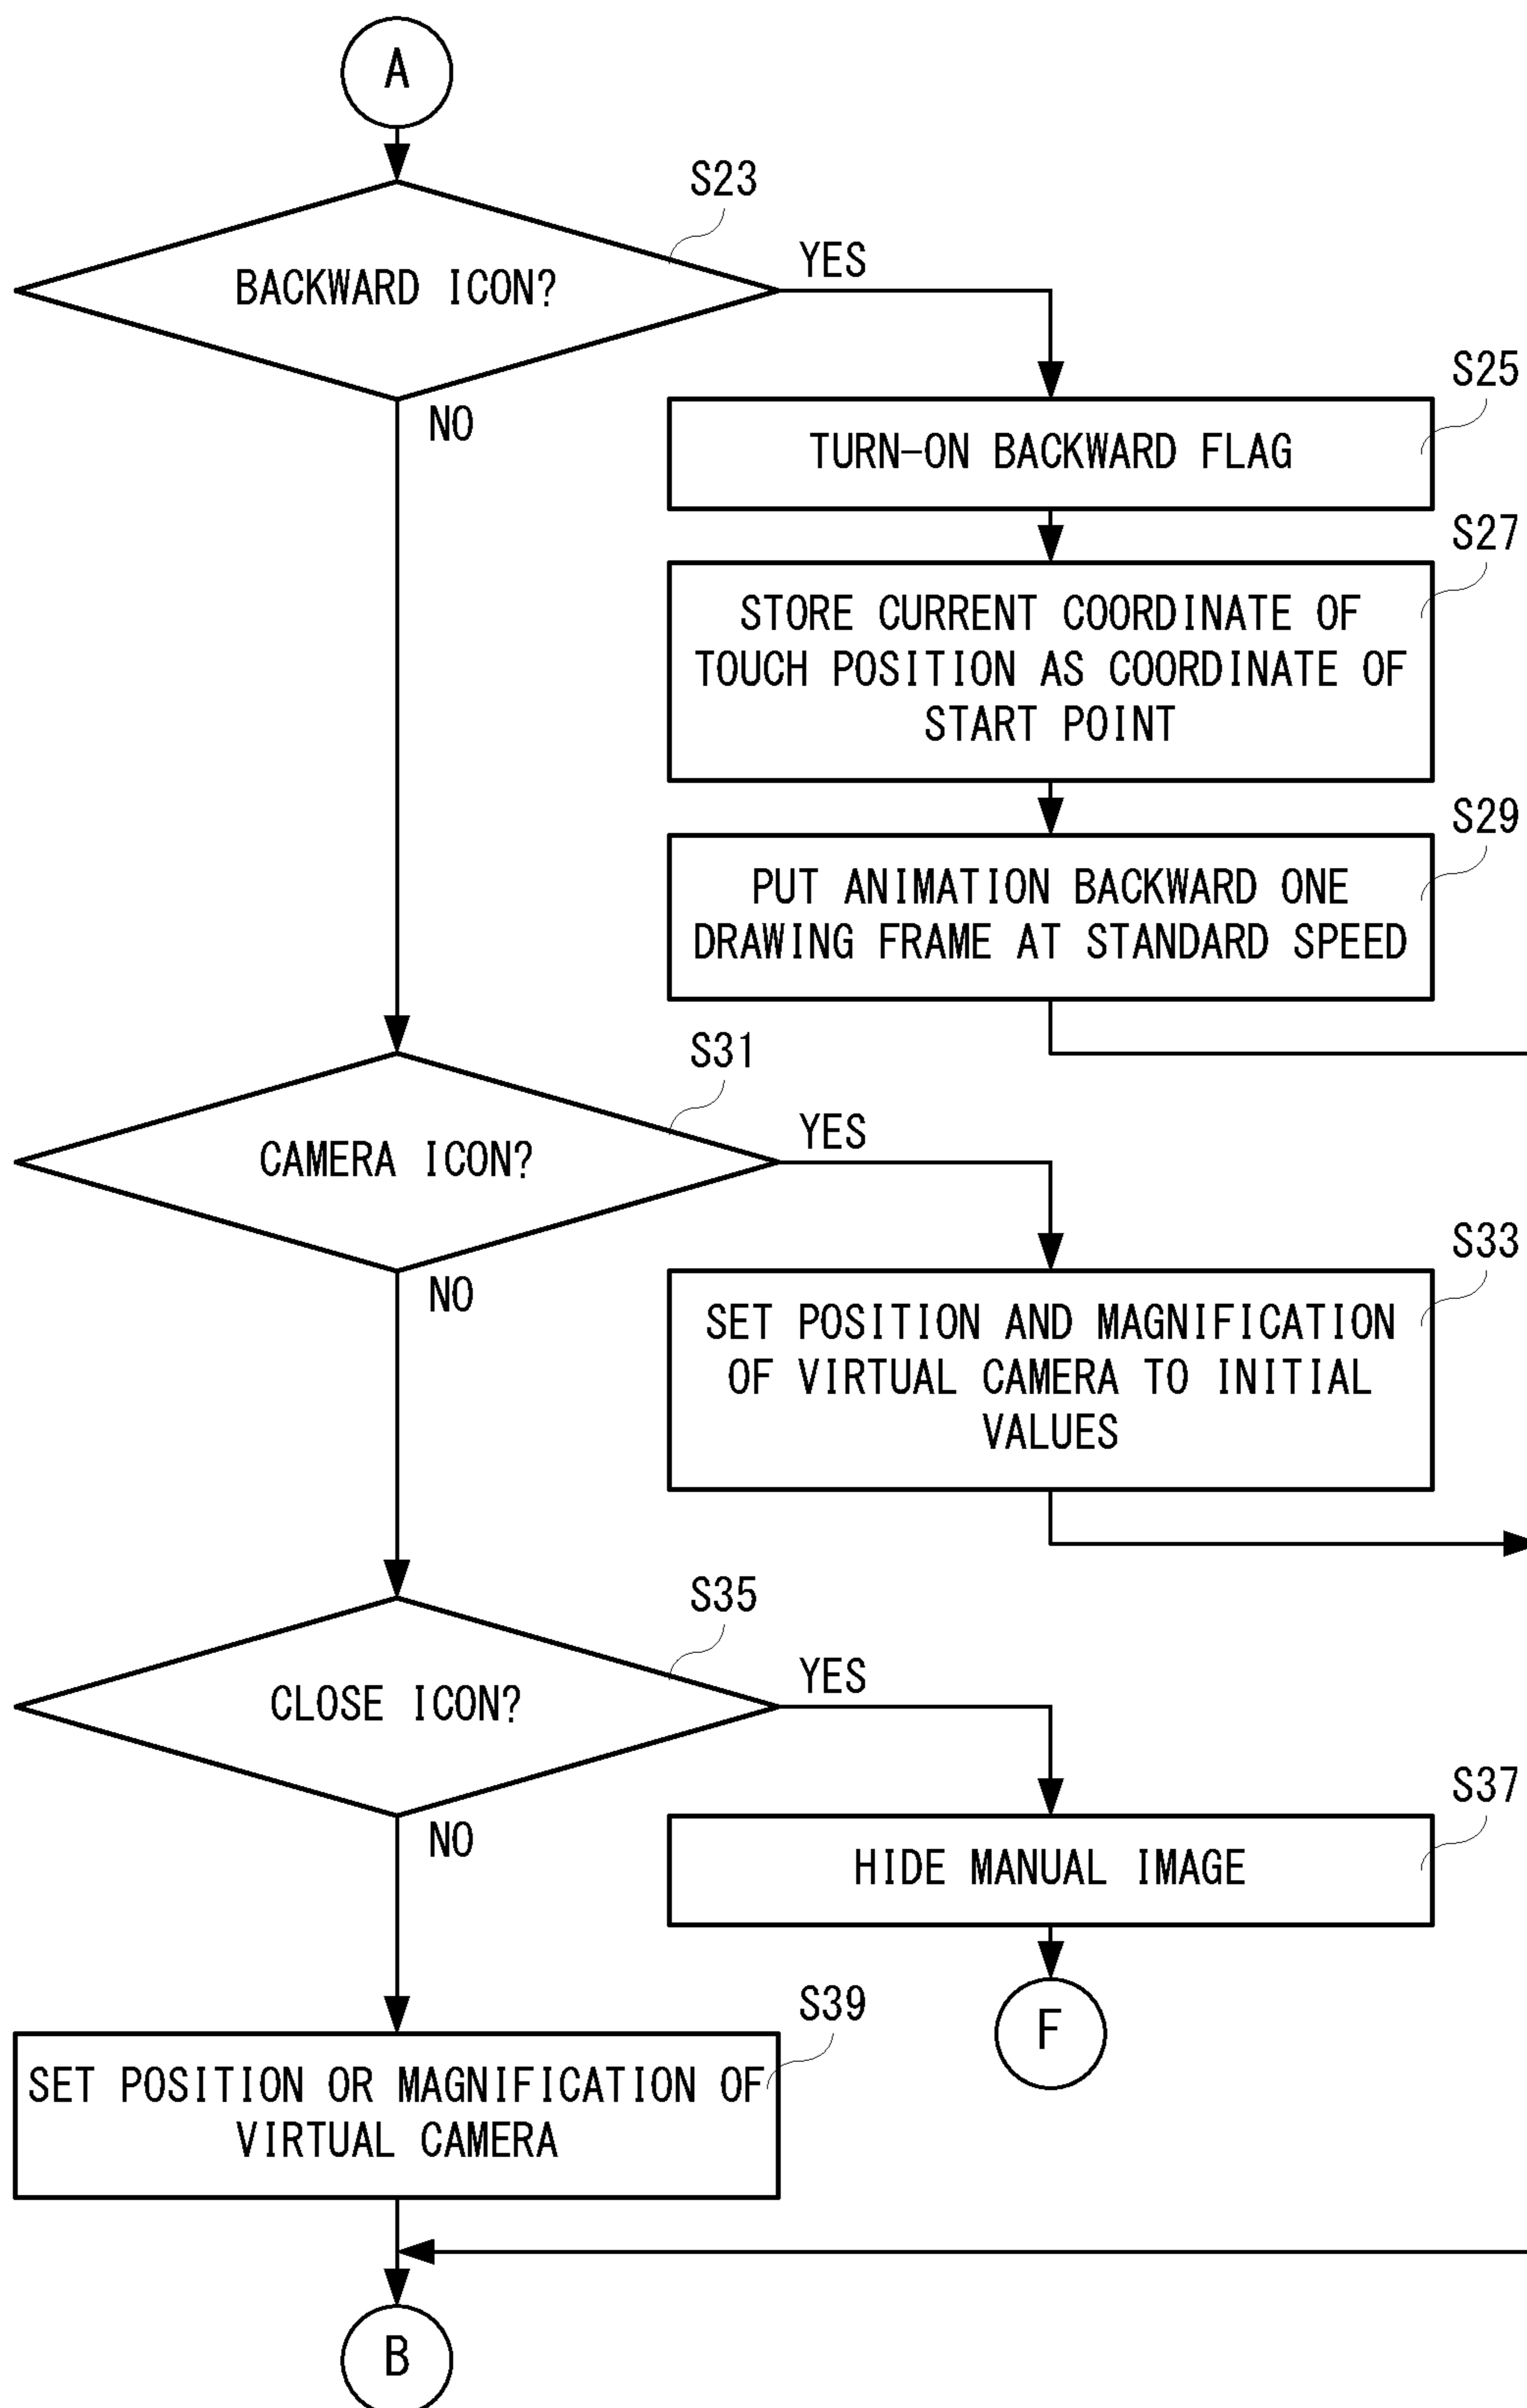 A
S23
BACKWARD ICON?
YES
NO
S25
TURN-ON BACKWARD FLAG
S27
STORE CURRENT COORDINATE OF
TOUCH POSITION AS COORDINATE OF
START POINT
S29
PUT ANIMATION BACKWARD ONE
DRAWING FRAME AT STANDARD SPEED
S31
CAMERA ICON?
YES
NO
S33
SET POSITION AND MAGNIFICATION
OF VIRTUAL CAMERA TO INITIAL
VALUES
S35
CLOSE ICON?
YES
NO
S37
HIDE MANUAL IMAGE
F
S39
SET POSITION OR MAGNIFICATION OF
VIRTUAL CAMERA
B